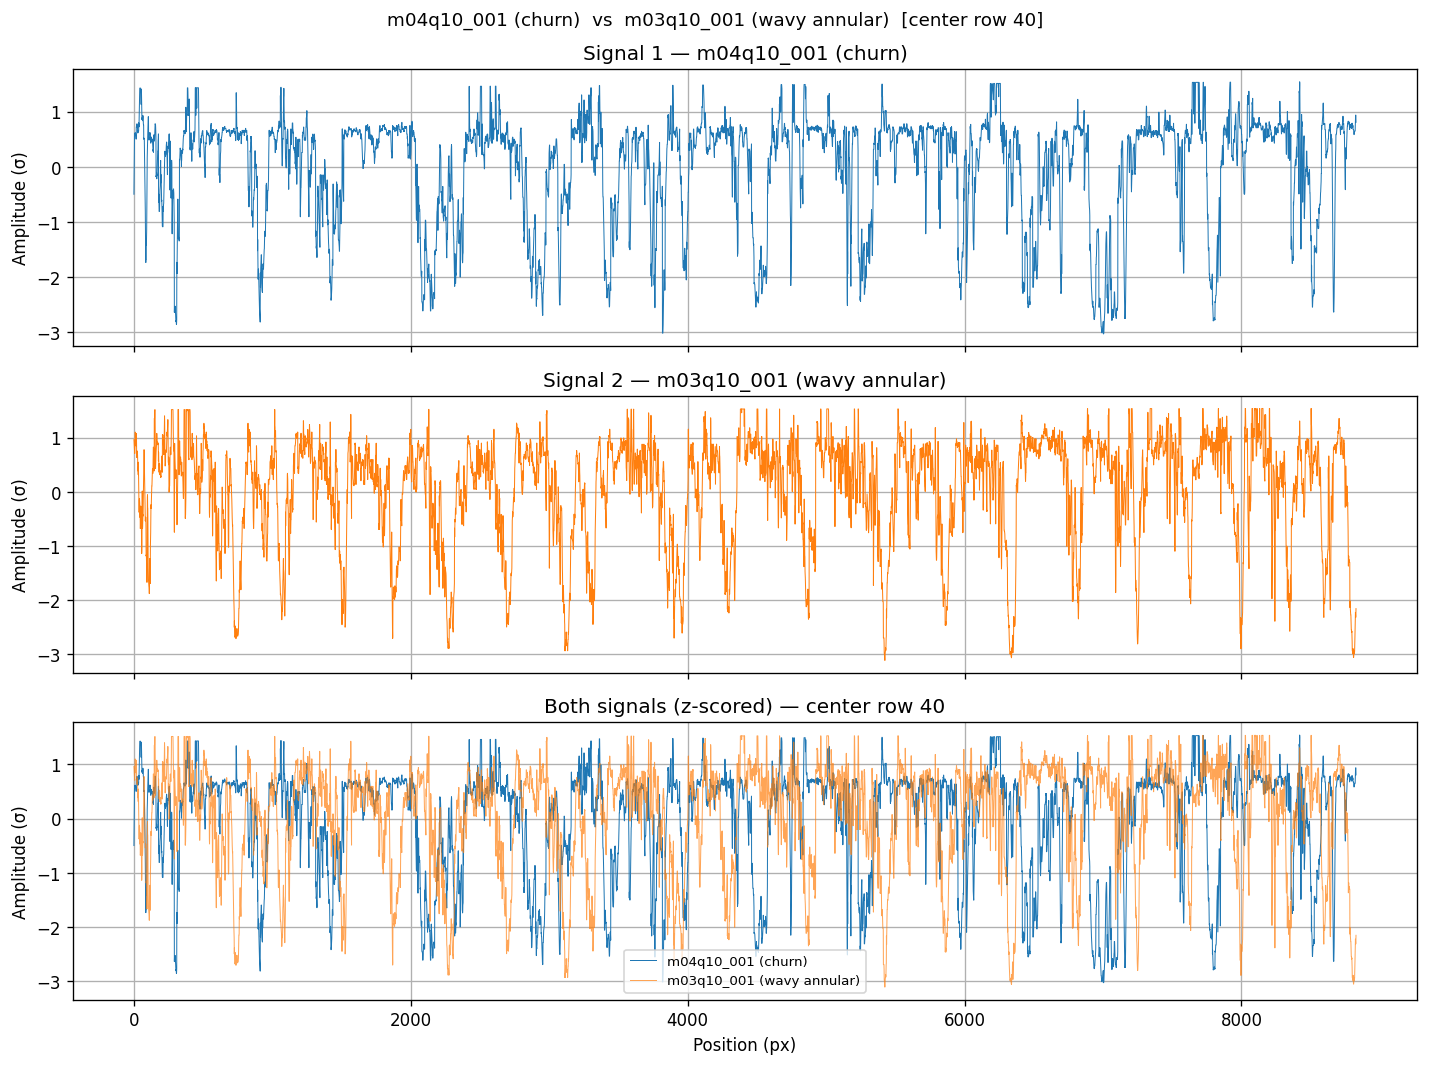 m04q10_001 (churn)  vs  m03q10_001 (wavy annular)  [center row 40]
Signal 1 — m04q10_001 (churn)
Amplitude (σ)
1
0
−1
−2
−3
Signal 2 — m03q10_001 (wavy annular)
Amplitude (σ)
1
0
−1
−2
−3
Both signals (z-scored) — center row 40
Amplitude (σ)
1
0
−1
−2
−3
m04q10_001 (churn)
m03q10_001 (wavy annular)
0 2000 4000 6000 8000
Position (px)